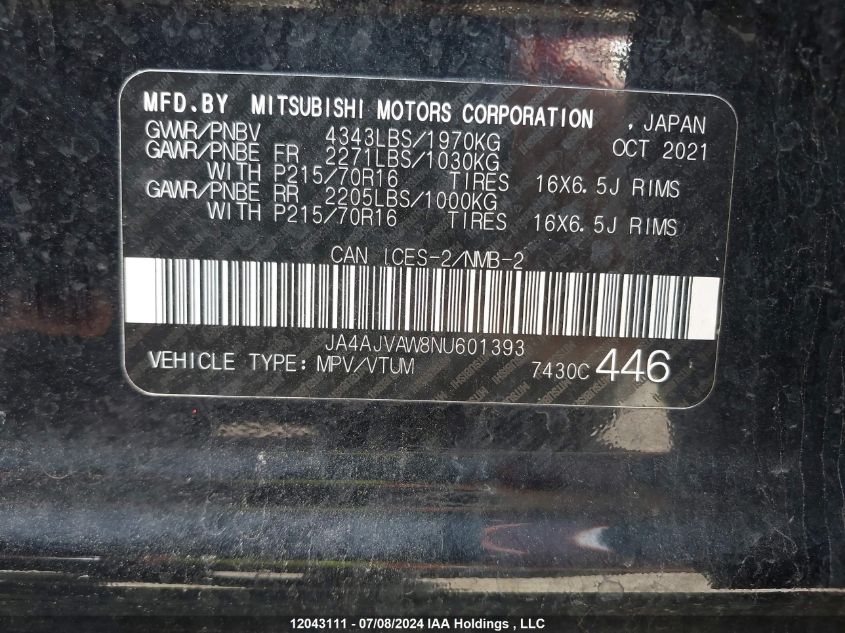 MFD.BY MITSUBISHI MOTORS CORPORATION , JAPAN
GVWR/PNBV 4343LBS/1970KG OCT 2021
GAWR/PNBE FR 2271LBS/1030KG
WITH P215/70R16 TIRES 16X6.5J RIMS
GAWR/PNBE RR 2205LBS/1000KG
WITH P215/70R16 TIRES 16X6.5J RIMS
CAN ICES-2/NMB-2
JA4AJVAW8NU601393
VEHICLE TYPE: MPV/VTUM 7430C 446
12043111 - 07/08/2024 IAA Holdings , LLC